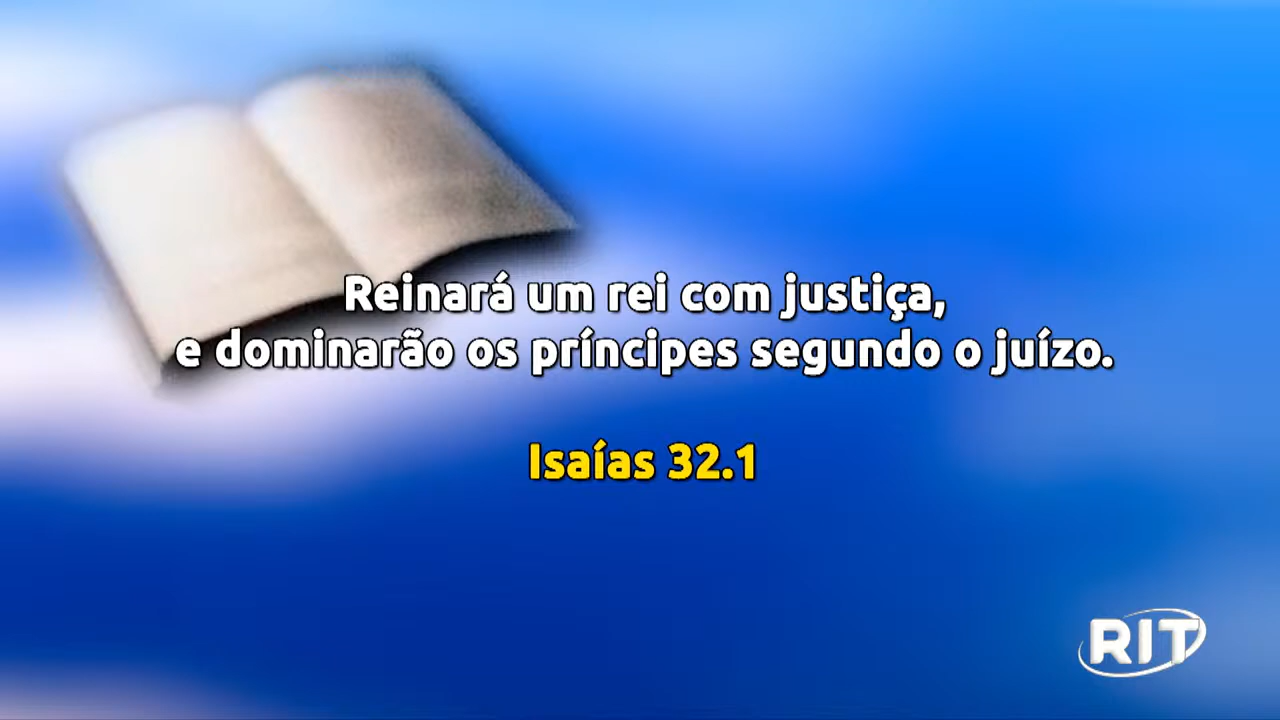 Reinará um rei com justiça,
e dominarão os príncipes segundo o juízo.
Isaías 32.1
RIT